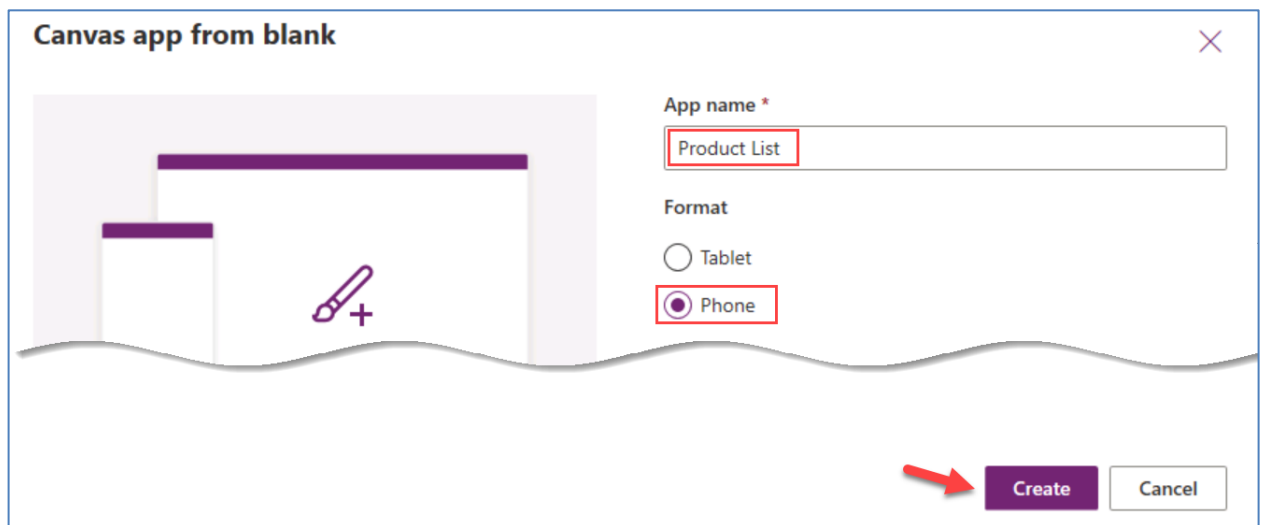 Canvas app from blank
App name *
Product List
Format
Tablet
Phone
Create
Cancel